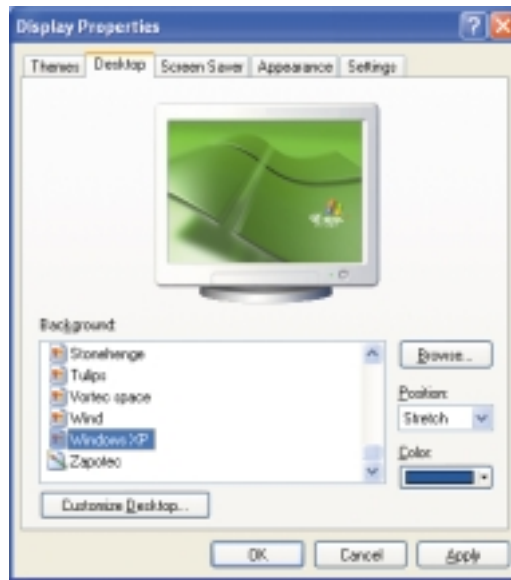 Display Properties
Themes Desktop Screen Saver Appearance Settings
Background:
Stonehenge
Tulips
Vortec space
Wind
Windows XP
Zapotec
Browse...
Position:
Stretch
Color:
Customize Desktop...
OK Cancel Apply